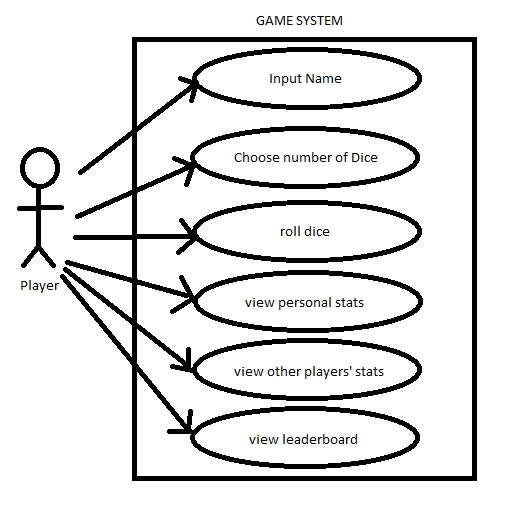 GAME SYSTEM
Input Name
Choose number of Dice
roll dice
Player
view personal stats
view other players' stats
view leaderboard